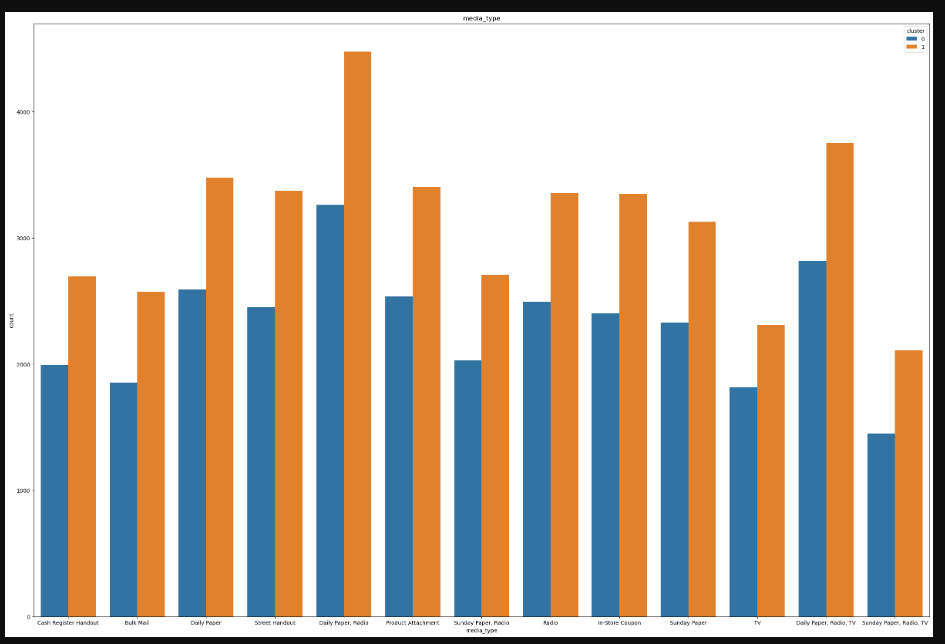 media_type
cluster
0
1
4000
3000
2000
1000
0
count
Cash Register Handout
Bulk Mail
Daily Paper
Street Handout
Daily Paper, Radio
Product Attachment
Sunday Paper, Radio
Radio
In-Store Coupon
Sunday Paper
TV
Daily Paper, Radio, TV
Sunday Paper, Radio, TV
media_type